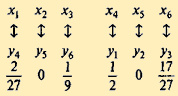 x₁ x₂ x₃ x₄ x₅ x₆
↕ ↕ ↕ ↕ ↕ ↕
y₄ y₅ y₆ y₁ y₂ y₃
2/27 0 1/9 1/2 0 17/27